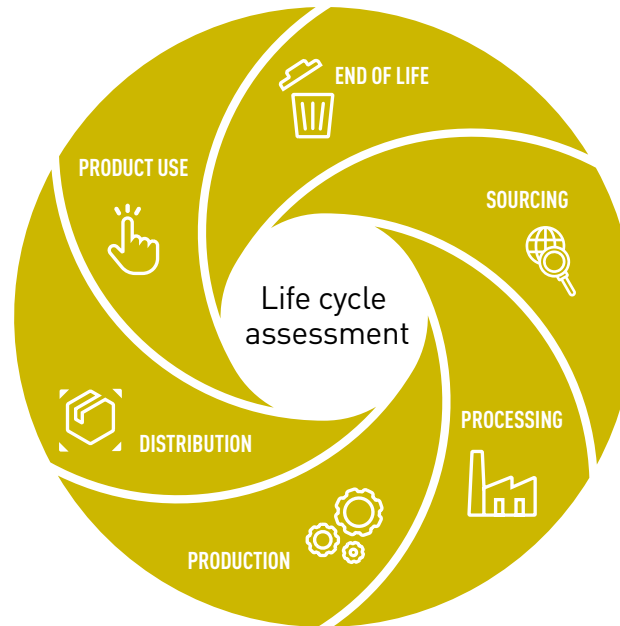 END OF LIFE
PRODUCT USE
SOURCING
Life cycle
assessment
PROCESSING
DISTRIBUTION
PRODUCTION